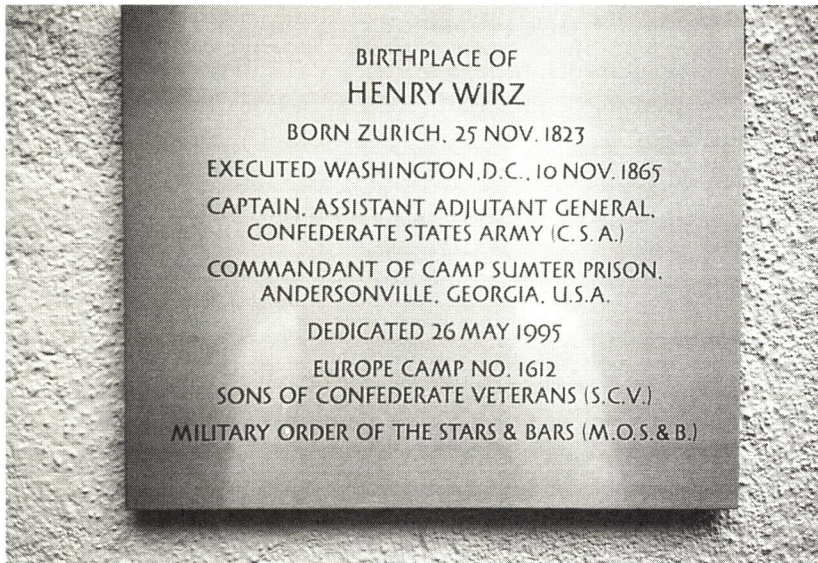 BIRTHPLACE OF
HENRY WIRZ
BORN ZURICH, 25 NOV. 1823
EXECUTED WASHINGTON, D.C., 10 NOV. 1865
CAPTAIN, ASSISTANT ADJUTANT GENERAL,
CONFEDERATE STATES ARMY (C.S.A.)
COMMANDANT OF CAMP SUMTER PRISON,
ANDERSONVILLE, GEORGIA, U.S.A.
DEDICATED 26 MAY 1995
EUROPE CAMP NO. 1612
SONS OF CONFEDERATE VETERANS (S.C.V.)
MILITARY ORDER OF THE STARS & BARS (M.O.S.& B.)